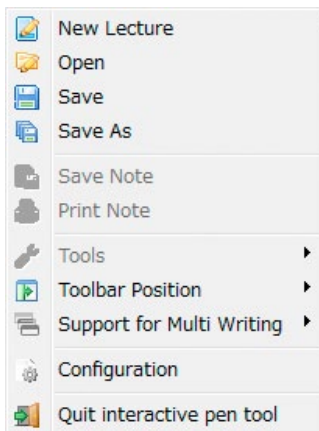 New Lecture
Open
Save
Save As
Save Note
Print Note
Tools
Toolbar Position
Support for Multi Writing
Configuration
Quit interactive pen tool